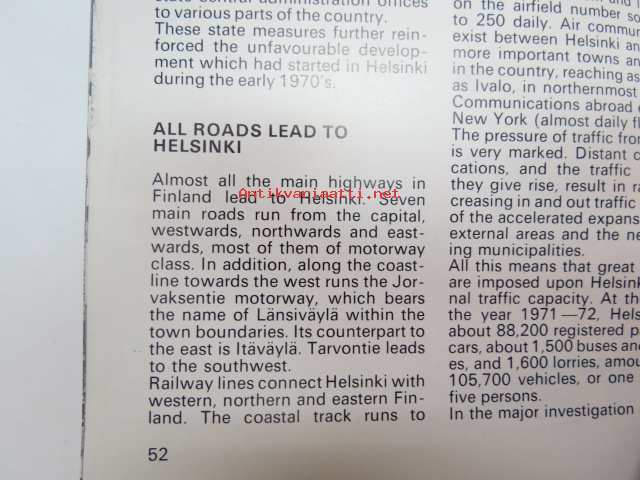 state central administration offices
to various parts of the country.
These state measures further rein-
forced the unfavourable develop-
ment which had started in Helsinki
during the early 1970's.
ALL ROADS LEAD TO
HELSINKI
Almost all the main highways in
Finland lead to Helsinki. Seven
main roads run from the capital,
westwards, northwards and east-
wards, most of them of motorway
class. In addition, along the coast-
line towards the west runs the Jor-
vaksentie motorway, which bears
the name of Länsiväylä within the
town boundaries. Its counterpart to
the east is Itäväylä. Tarvontie leads
to the southwest.
Railway lines connect Helsinki with
western, northern and eastern Fin-
land. The coastal track runs to
52
on the airfield number
to 250 daily. Air
exist between Helsinki
more important towns
in the country, reaching as
as Ivalo, in northernmost
Communications abroad
New York (almost daily
The pressure of traffic
is very marked. Distant
cations, and the traffic
they give rise, result in
creasing in and out traffic
of the accelerated
external areas and the
ing municipalities.
All this means that great
are imposed upon
nal traffic capacity. At
the year 1971—72,
about 88,200 registered
cars, about 1,500 buses
es, and 1,600 lorries,
105,700 vehicles, or one
five persons.
In the major investigation
Antikvariaatti.net